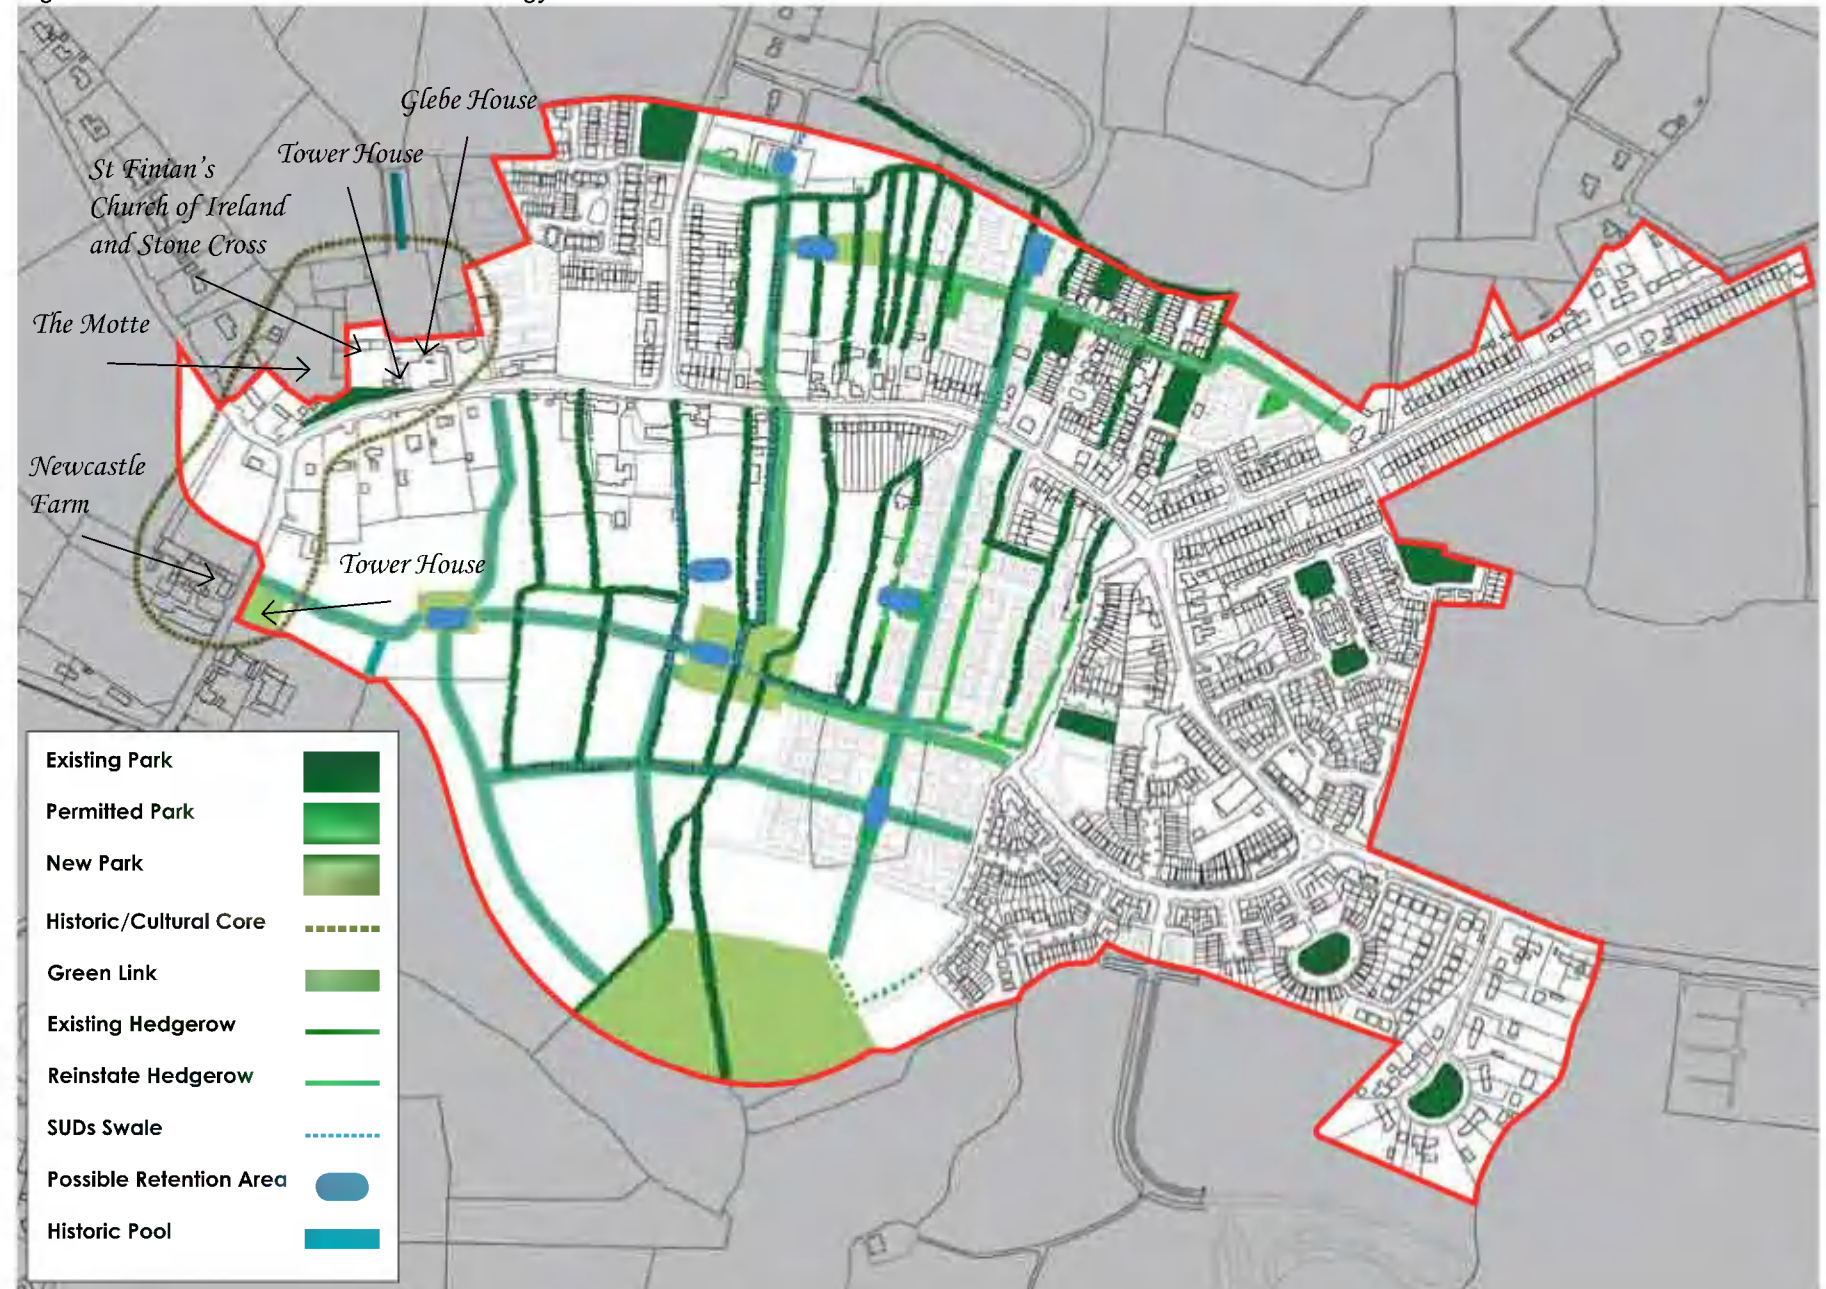 Glebe House
Tower House
St Finian's
Church of Ireland
and Stone Cross
The Motte
Newcastle
Farm
Tower House
Existing Park
Permitted Park
New Park
Historic/Cultural Core
Green Link
Existing Hedgerow
Reinstate Hedgerow
SUDs Swale
Possible Retention Area
Historic Pool